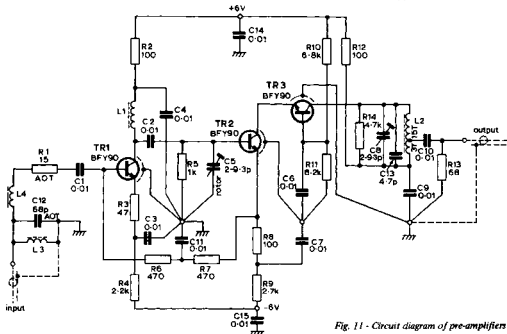 +6V
C14
0·01
R2
100
R10
6·8k
R12
100
L1
C4
0·01
TR3
BFY90
C2
0·01
TR2
BFY90
R14
4·7k
L2
3T
15T
R1
15
AOT
TR1
BFY90
R5
1k
C5
2-9·3p
rotor
C8
2-9·3p
C10
0·01
output
C1
0·01
L4
C6
0·01
R11
8·2k
C13
4·7p
R13
68
C12
68p
AOT
R3
47
C3
0·01
C9
0·01
C11
0·01
R8
100
C7
0·01
L3
R6
470
R7
470
input
R4
2·2k
R9
2·7k
-6V
C15
0·01
Fig. 11 - Circuit diagram of pre-amplifiers